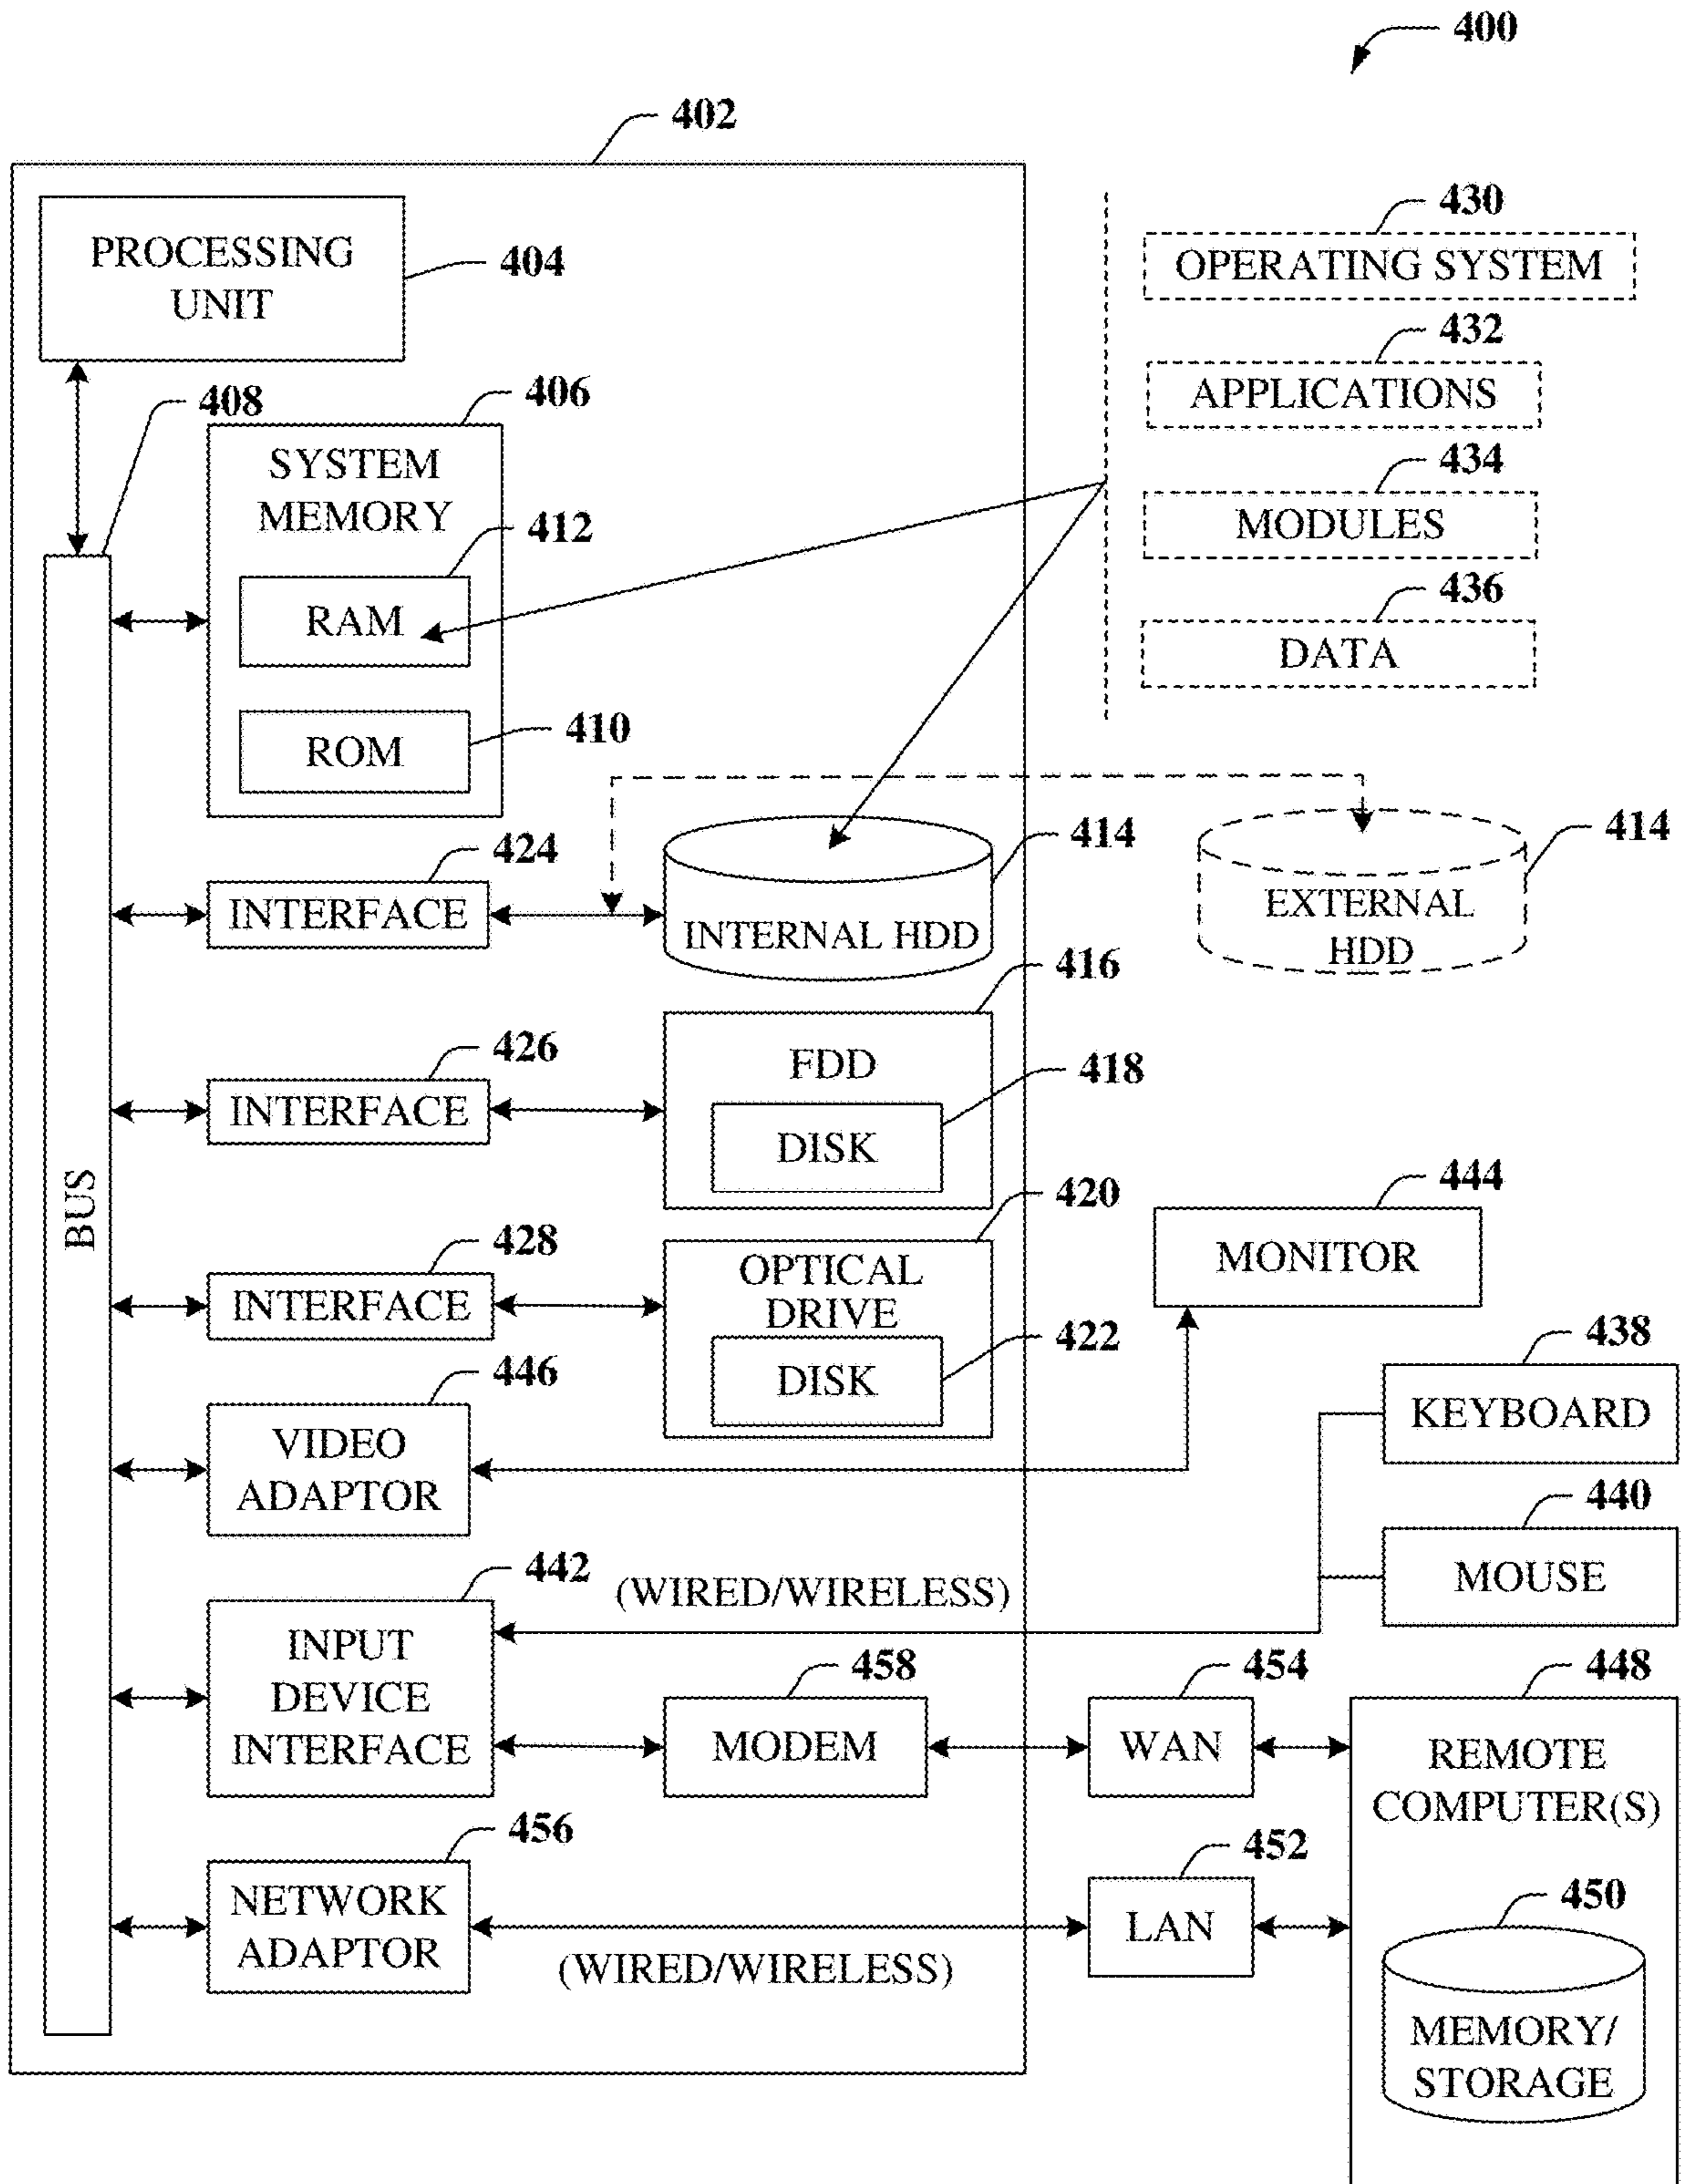 400
402
PROCESSING
UNIT
404
430
OPERATING SYSTEM
432
APPLICATIONS
434
MODULES
436
DATA
408
406
SYSTEM
MEMORY
412
RAM
410
ROM
BUS
424
INTERFACE
414
INTERNAL HDD
414
EXTERNAL
HDD
426
INTERFACE
416
FDD
418
DISK
428
INTERFACE
420
OPTICAL
DRIVE
422
DISK
444
MONITOR
446
VIDEO
ADAPTOR
438
KEYBOARD
440
MOUSE
442
INPUT
DEVICE
INTERFACE
(WIRED/WIRELESS)
458
MODEM
454
WAN
448
REMOTE
COMPUTER(S)
456
NETWORK
ADAPTOR
(WIRED/WIRELESS)
452
LAN
450
MEMORY/
STORAGE